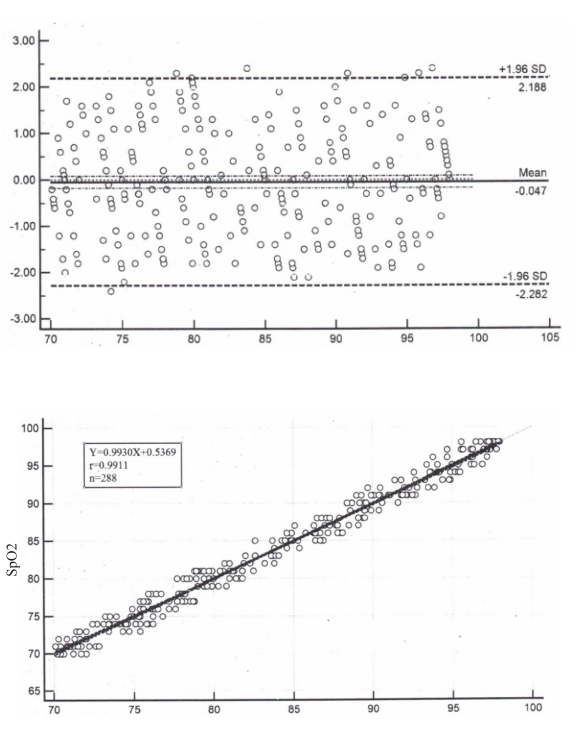 3.00
+1.96 SD
2.00
2.188
1.00
Mean
0.00
-0.047
-1.00
-1.96 SD
-2.00
-2.282
-3.00
70 75 80 85 90 95 100 105
100
Y=0.9930X+0.5369
r=0.9911
n=288
95
90
85
SpO2
80
75
70
65
70 75 80 85 90 95 100